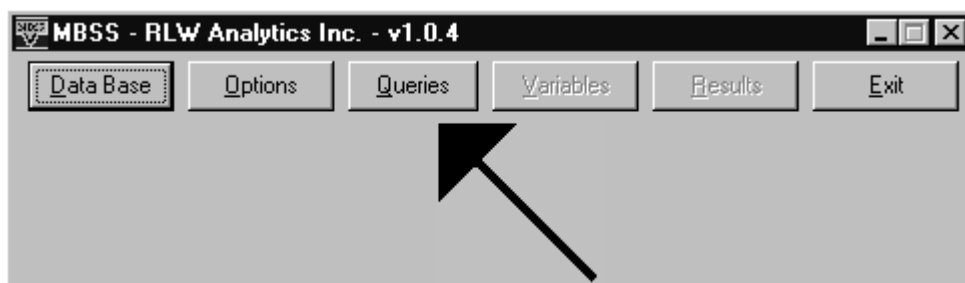 MBSS - RLW Analytics Inc. - v1.0.4
Data Base Options Queries Variables Results Exit